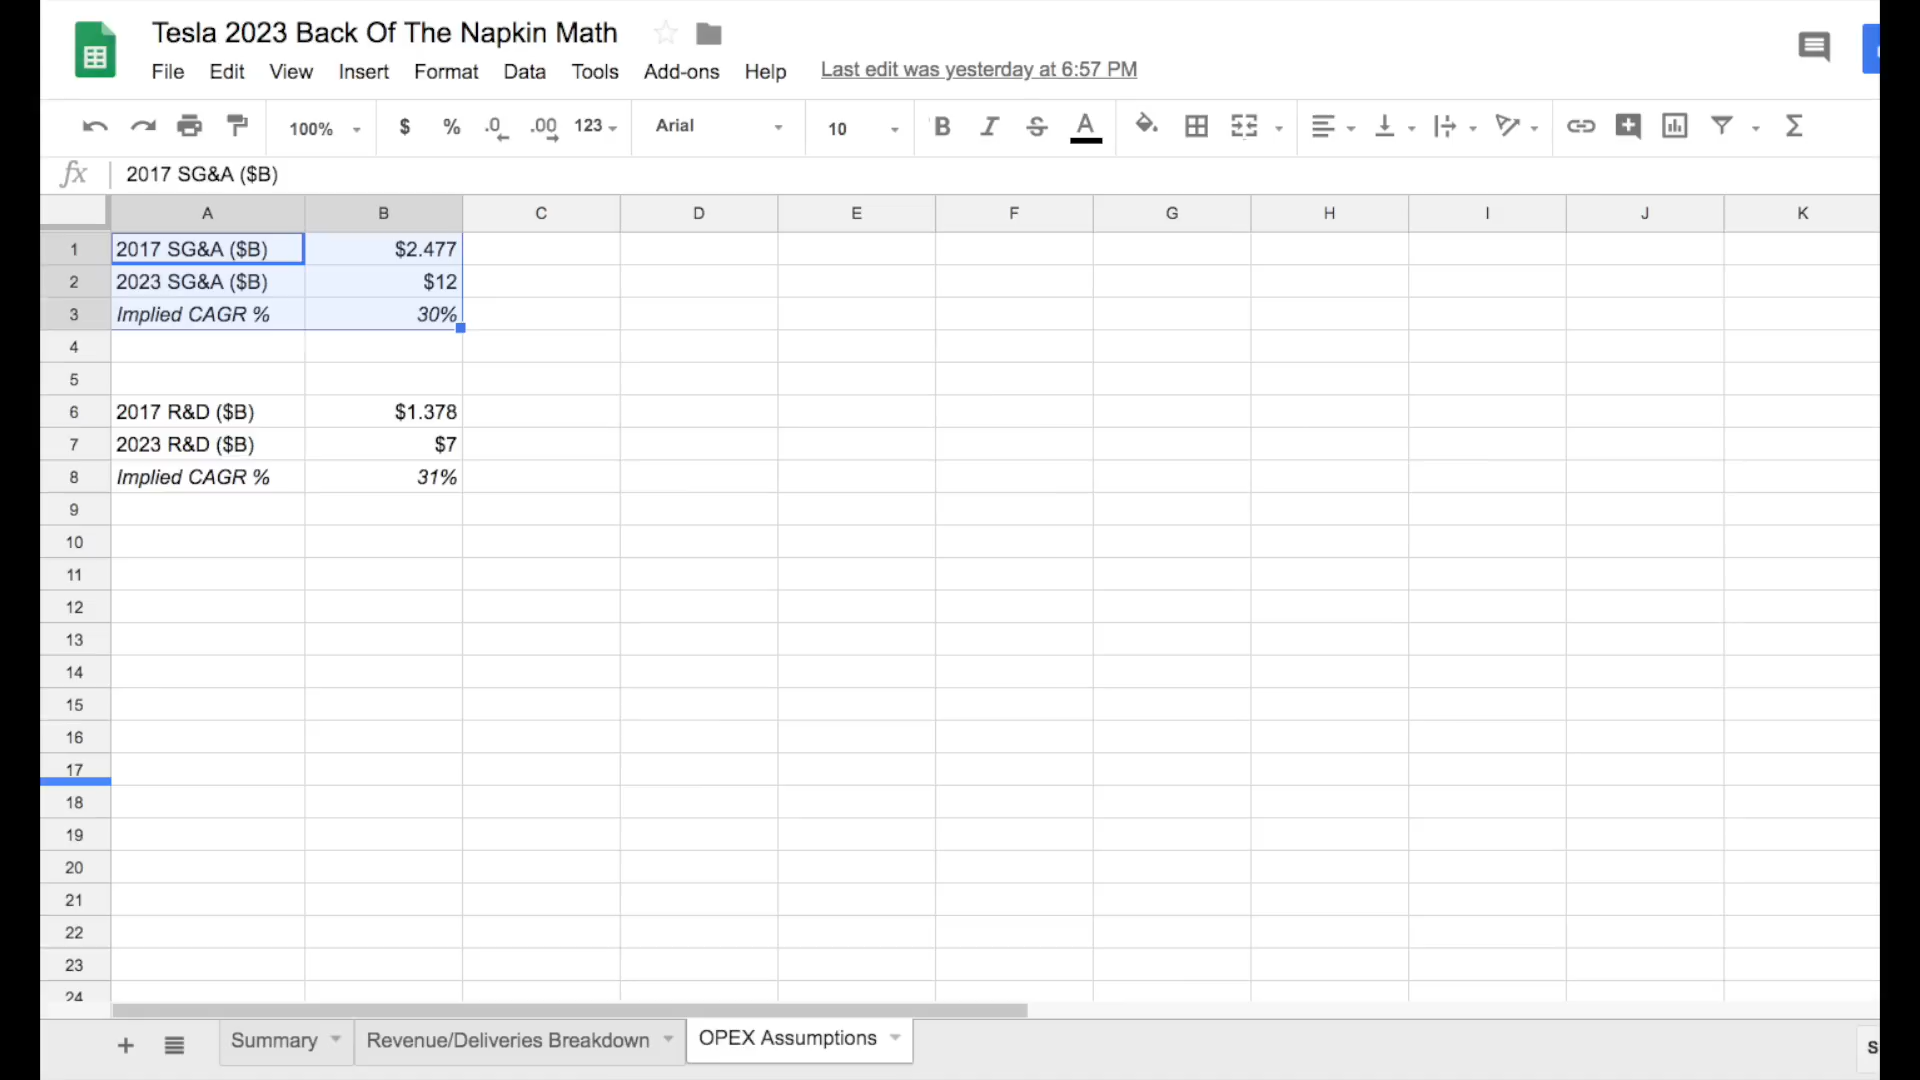 Tesla 2023 Back Of The Napkin Math
File Edit View Insert Format Data Tools Add-ons Help Last edit was yesterday at 6:57 PM
100% $ % .0 .00 123 Arial 10 B I S A Σ
fx 2017 SG&A ($B)
A B C D E F G H I J K
1 2017 SG&A ($B) $2.477
2 2023 SG&A ($B) $12
3 Implied CAGR % 30%
4
5
6 2017 R&D ($B) $1.378
7 2023 R&D ($B) $7
8 Implied CAGR % 31%
9
10
11
12
13
14
15
16
17
18
19
20
21
22
23
24
Summary Revenue/Deliveries Breakdown OPEX Assumptions